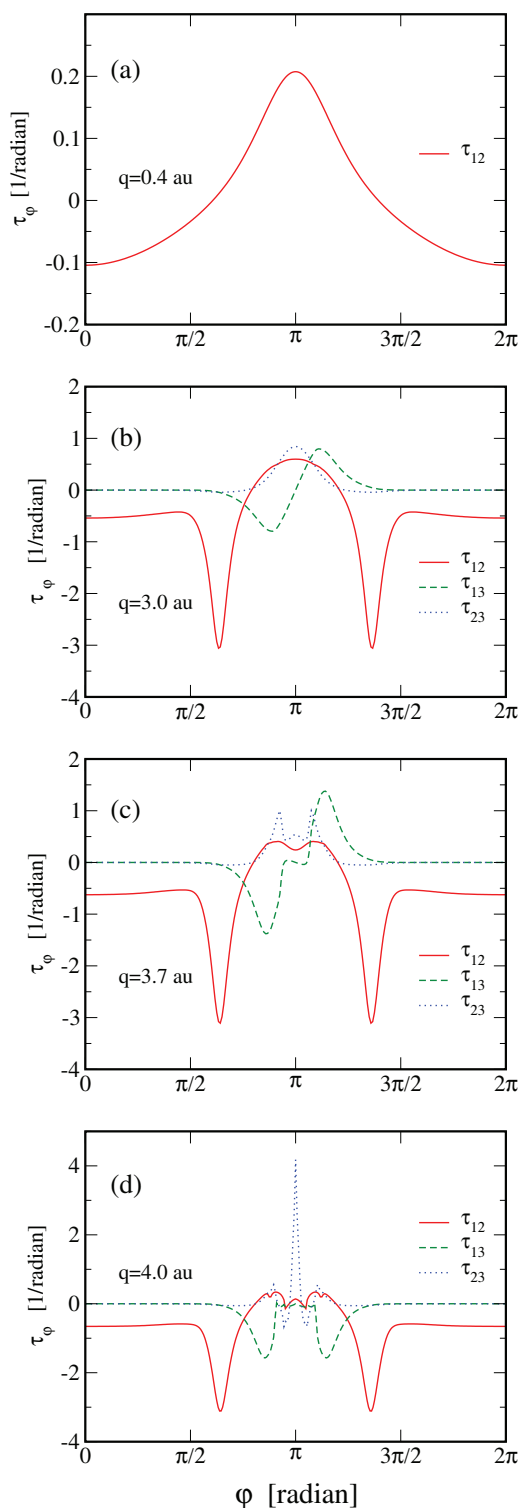 (a)
0.2
0.1
0
-0.1
-0.2
τφ [1/radian]
q=0.4 au
τ12
0 π/2 π 3π/2 2π
(b)
2
1
0
-1
-2
-3
-4
τφ [1/radian]
q=3.0 au
τ12
τ13
τ23
0 π/2 π 3π/2 2π
(c)
2
1
0
-1
-2
-3
-4
τφ [1/radian]
q=3.7 au
τ12
τ13
τ23
0 π/2 π 3π/2 2π
(d)
4
2
0
-2
-4
τφ [1/radian]
q=4.0 au
τ12
τ13
τ23
0 π/2 π 3π/2 2π
φ [radian]